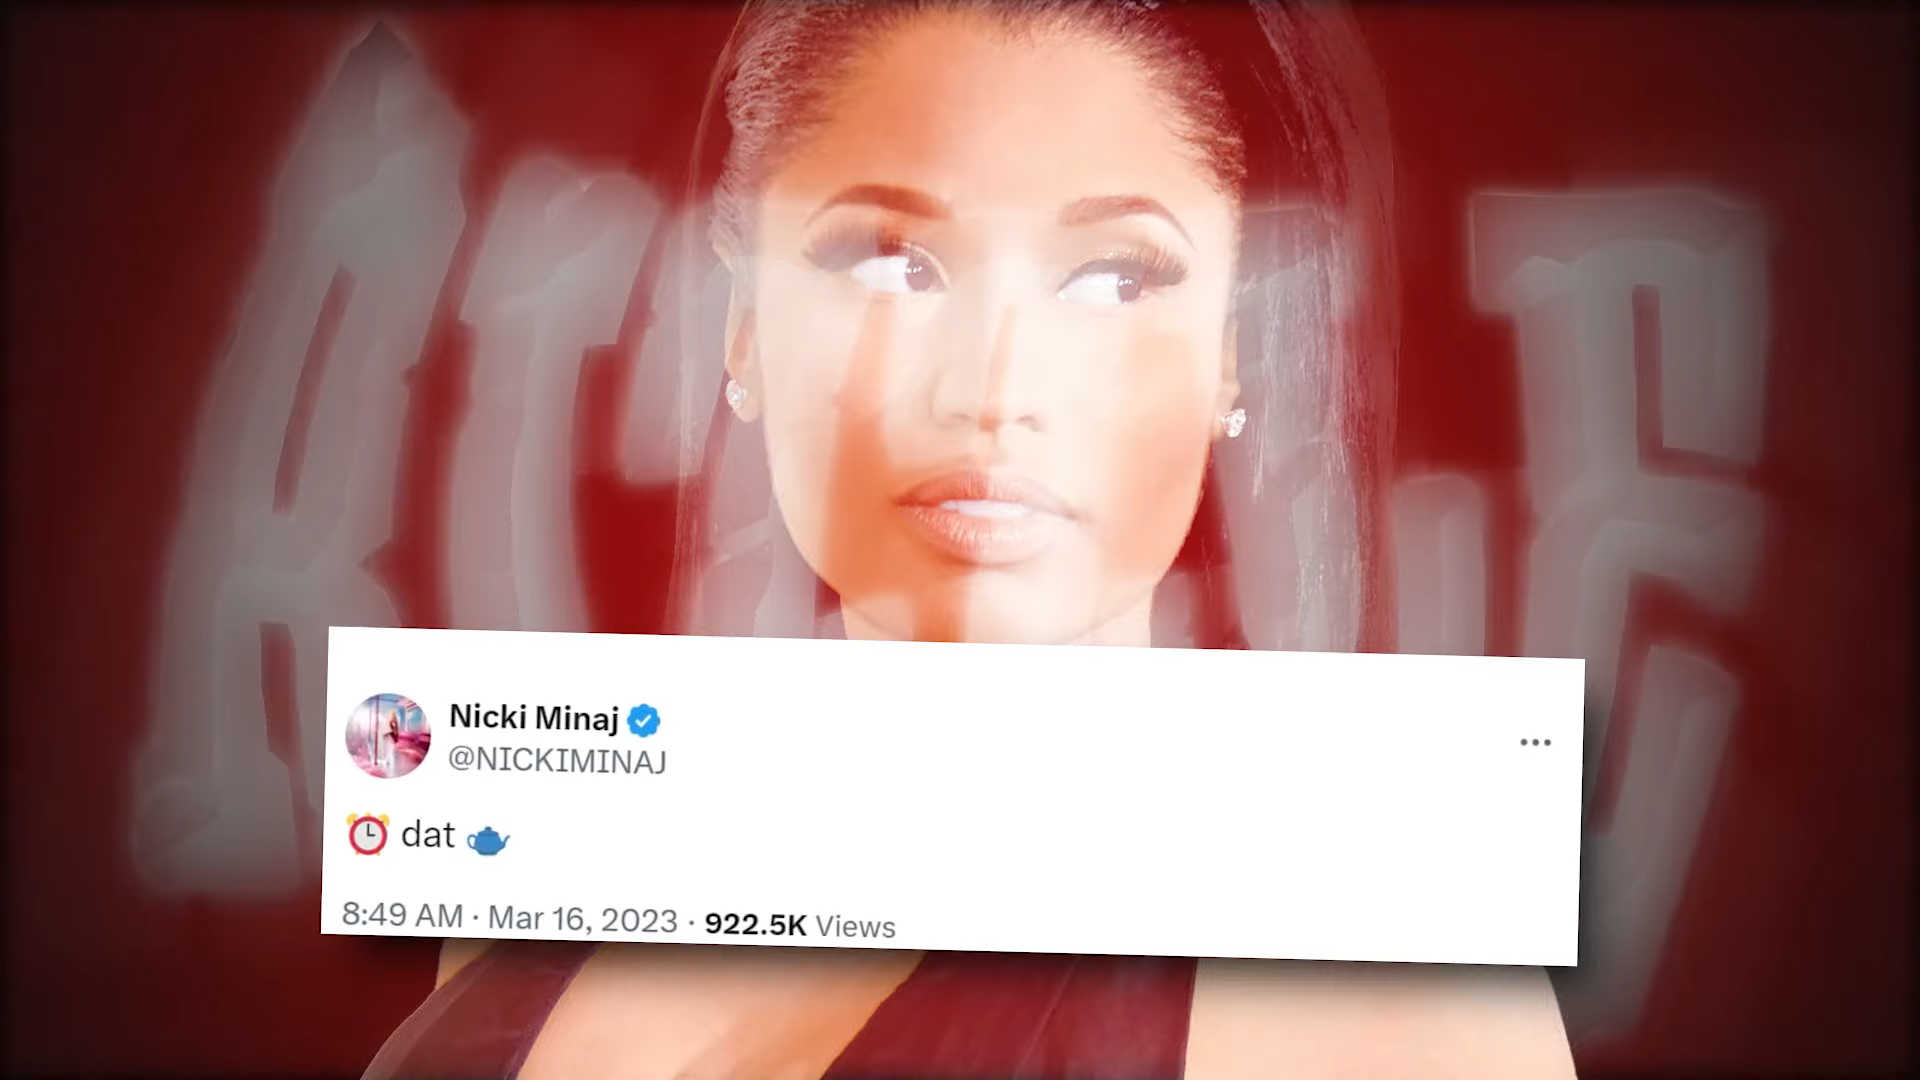 Nicki Minaj
@NICKIMINAJ
⏰ dat 🫖
8:49 AM · Mar 16, 2023 · 922.5K Views